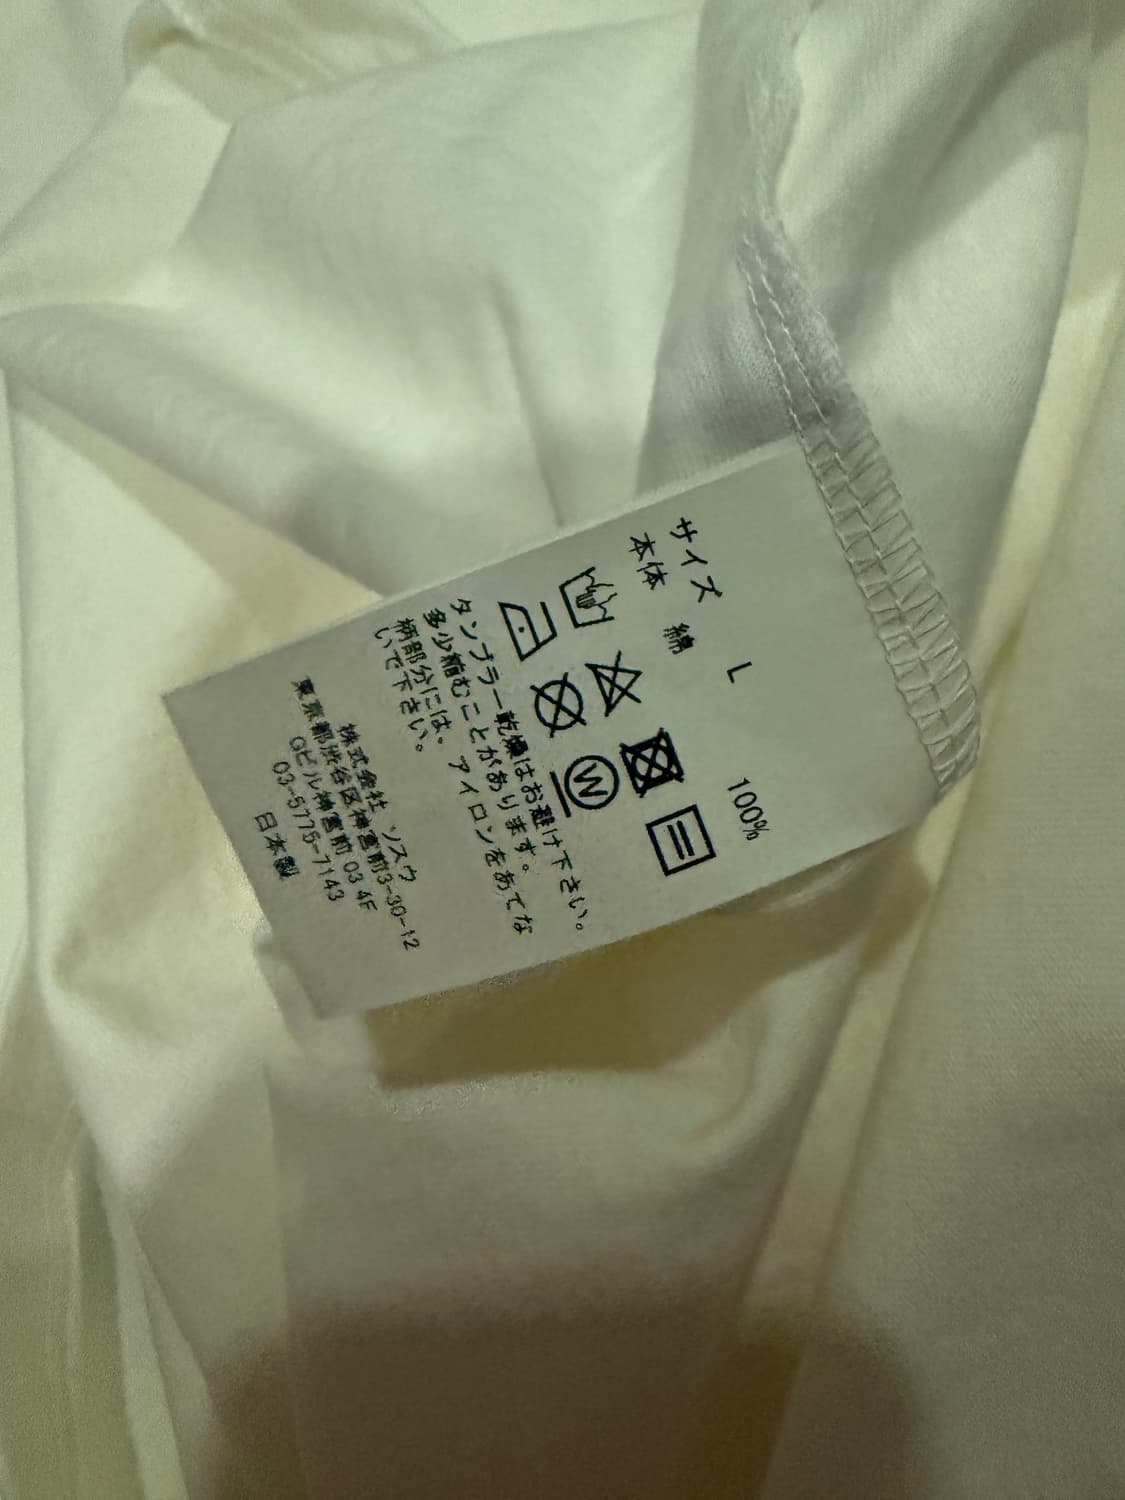 サイズ L
本体 綿 100%
W
タンブラー乾燥はお避け下さい。
多少縮むことがあります。
柄部分には、アイロンをあてな
いで下さい。
株式会社 ソスウ
東京都渋谷区神宮前3-30-12
Gビル神宮前 03 4F
03-5775-7143
日本製